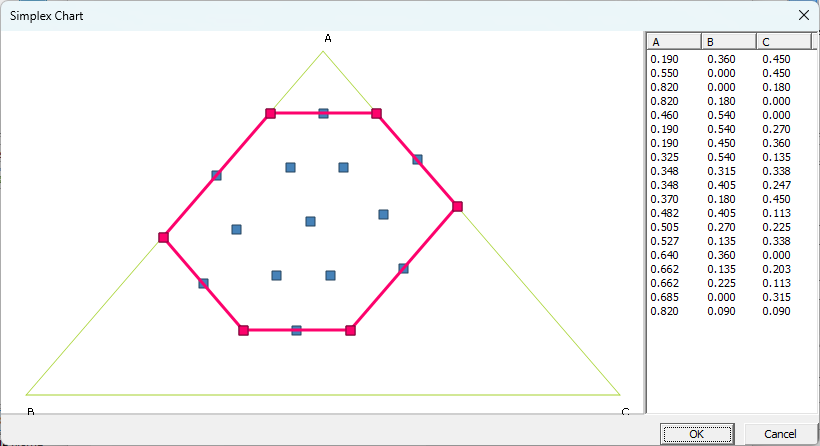 Simplex Chart
A
B
C
A B C
0.190 0.360 0.450
0.550 0.000 0.450
0.820 0.000 0.180
0.820 0.180 0.000
0.460 0.540 0.000
0.190 0.540 0.270
0.190 0.450 0.360
0.325 0.540 0.135
0.348 0.315 0.338
0.348 0.405 0.247
0.370 0.180 0.450
0.482 0.405 0.113
0.505 0.270 0.225
0.527 0.135 0.338
0.640 0.360 0.000
0.662 0.135 0.203
0.662 0.225 0.113
0.685 0.000 0.315
0.820 0.090 0.090
OK Cancel